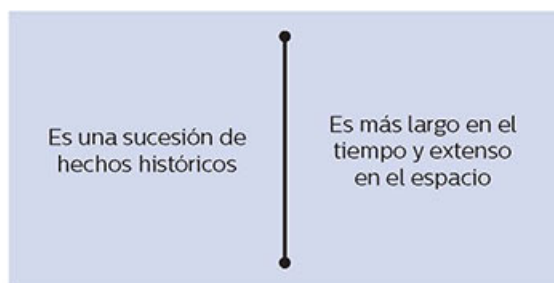 Es una sucesión de
hechos históricos
Es más largo en el
tiempo y extenso
en el espacio